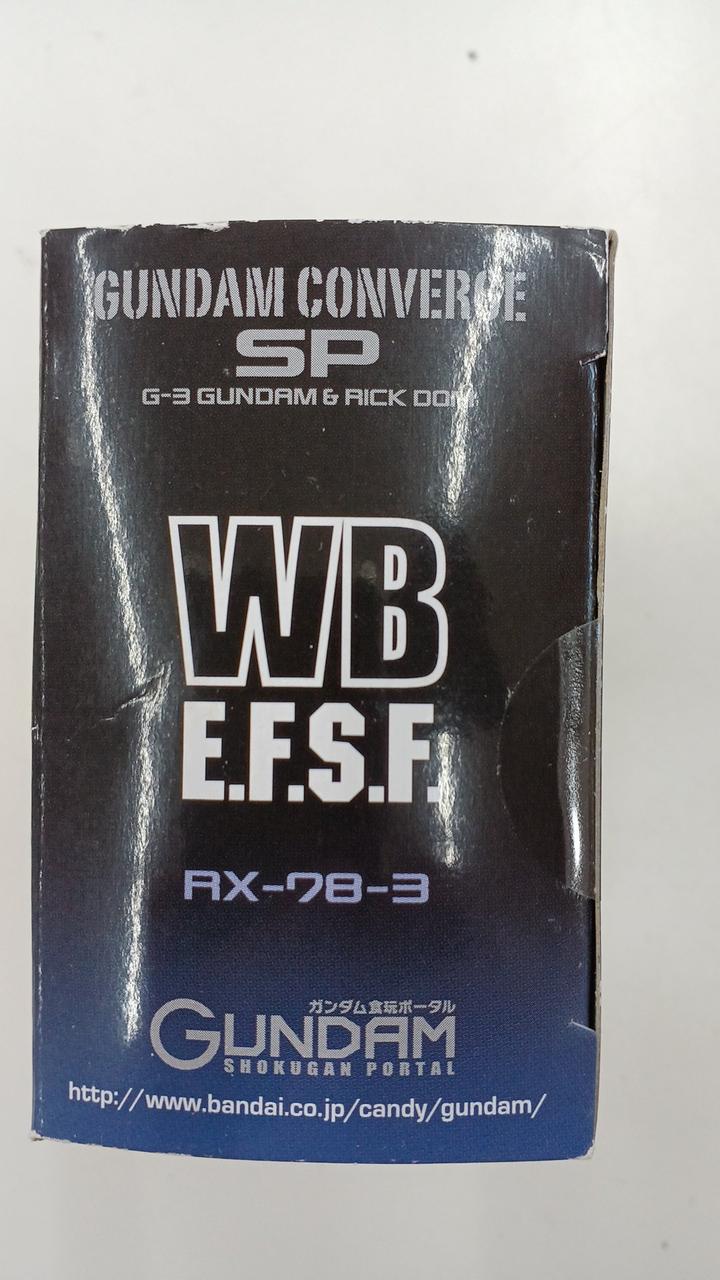 GUNDAM CONVERGE
SP
G-3 GUNDAM & RICK DOM
WB
E.F.S.F.
RX-78-3
ガンダム食玩ポータル
GUNDAM
SHOKUGAN PORTAL
http://www.bandai.co.jp/candy/gundam/